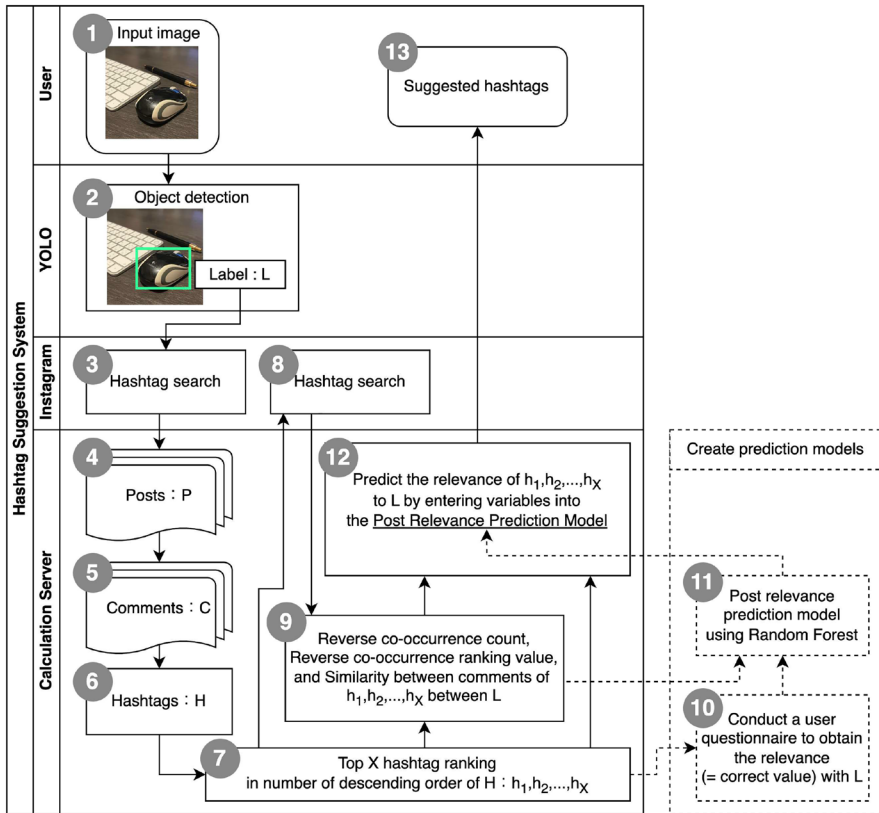 Hashtag Suggestion System
User
1
Input image
13
Suggested hashtags
YOLO
2
Object detection
Label : L
Instagram
3
Hashtag search
8
Hashtag search
Calculation Server
4
Posts : P
5
Comments : C
6
Hashtags : H
7
Top X hashtag ranking
in number of descending order of H : h1,h2,...,hX
9
Reverse co-occurrence count,
Reverse co-occurrence ranking value,
and Similarity between comments of
h1,h2,...,hX between L
12
Predict the relevance of h1,h2,...,hX
to L by entering variables into
the Post Relevance Prediction Model
Create prediction models
11
Post relevance
prediction model
using Random Forest
10
Conduct a user
questionnaire to obtain
the relevance
(= correct value) with L